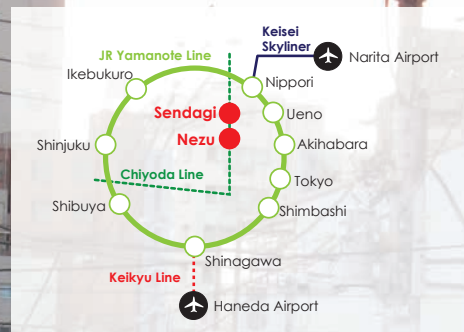 Keisei
Skyliner
JR Yamanote Line
Narita Airport
Ikebukuro
Nippori
Sendagi
Ueno
Nezu
Shinjuku
Akihabara
Chiyoda Line
Tokyo
Shibuya
Shimbashi
Shinagawa
Keikyu Line
Haneda Airport